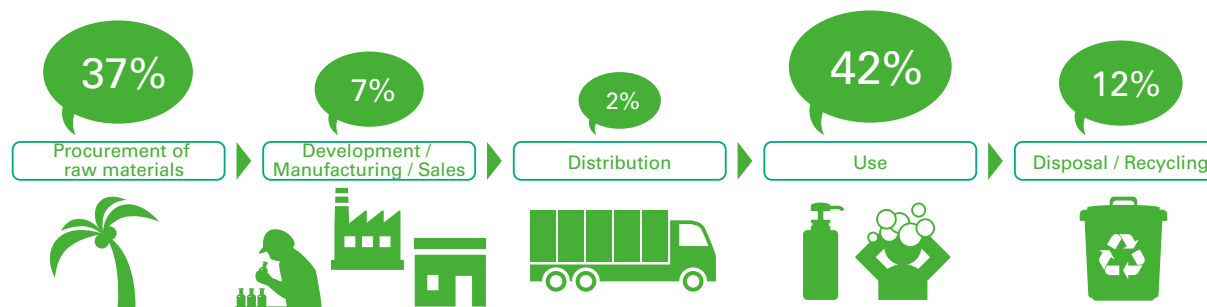 37%
7%
2%
42%
12%
Procurement of
raw materials
Development /
Manufacturing / Sales
Distribution
Use
Disposal / Recycling